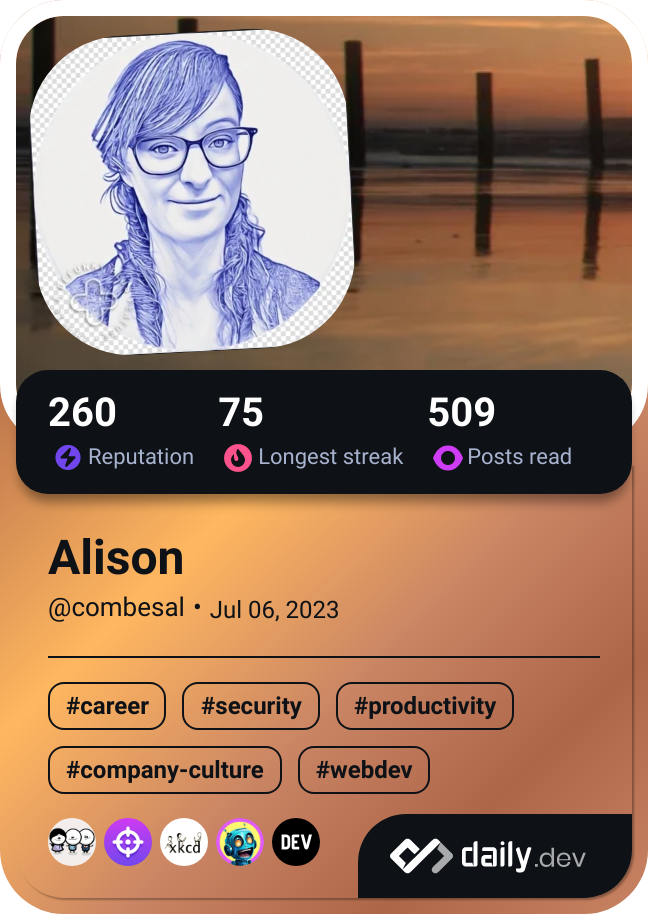 260 75 509
Reputation Longest streak Posts read
Alison
@combesal • Jul 06, 2023
#career #security #productivity
#company-culture #webdev
xkcd DEV
daily.dev